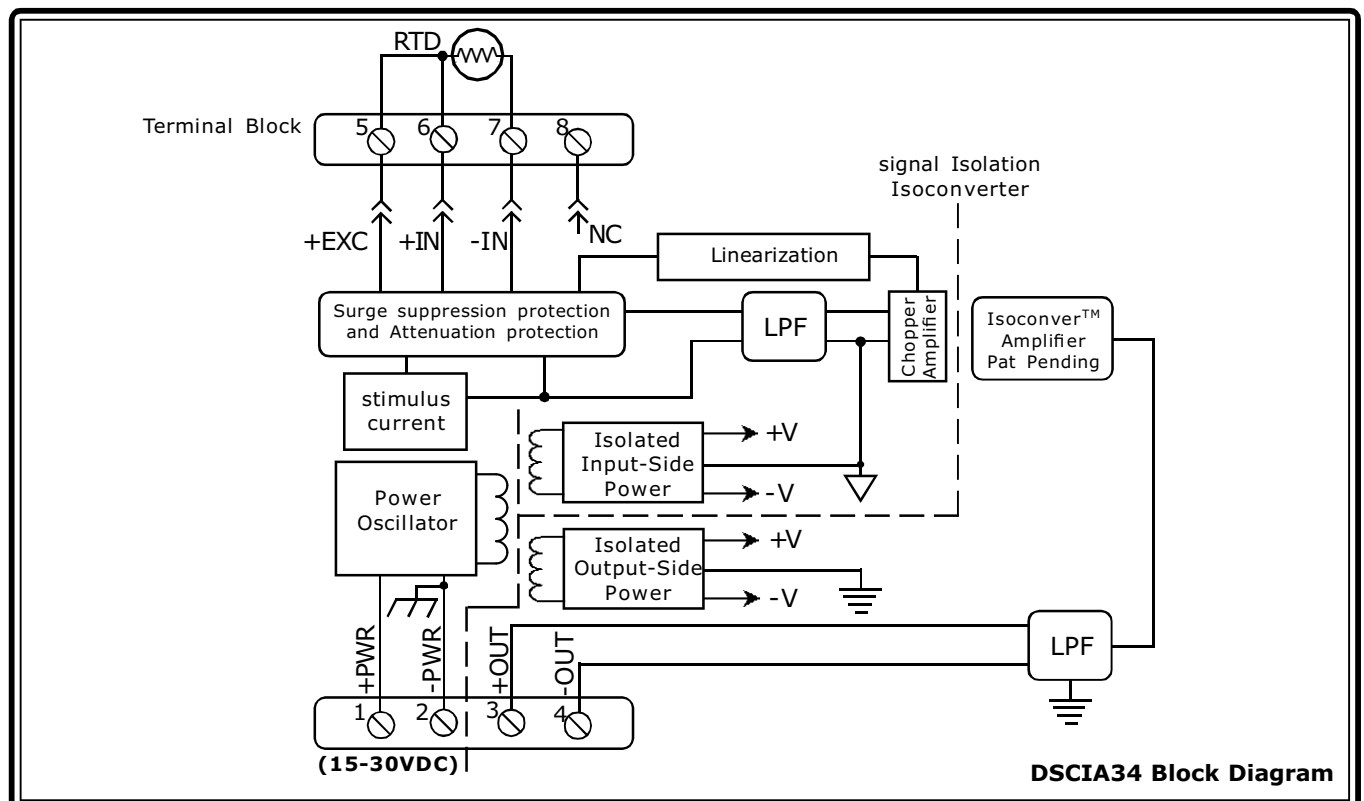 RTD
Terminal Block
5
6
7
8
signal Isolation
Isoconverter
+EXC
+IN
-IN
NC
Linearization
Surge suppression protection
and Attenuation protection
LPF
Chopper
Amplifier
Isoconver™
Amplifier
Pat Pending
stimulus
current
Isolated
Input-Side
Power
+V
-V
Power
Oscillator
Isolated
Output-Side
Power
+V
-V
+PWR
-PWR
+OUT
-OUT
LPF
1
2
3
4
(15-30VDC)
DSCIA34 Block Diagram